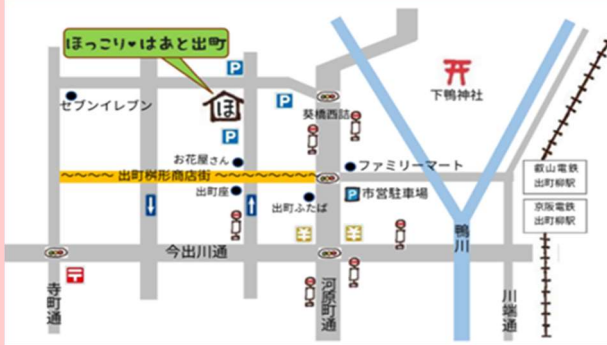 ほっこり♥はあと出町
P
セブンイレブン
ほ
P
P
葵橋西詰
下鴨神社
お花屋さん
ファミリーマート
出町桝形商店街
出町座
出町ふたば
P市営駐車場
叡山電鉄
出町柳駅
京阪電鉄
出町柳駅
鴨川
今出川通
寺町通
河原町通
川端通